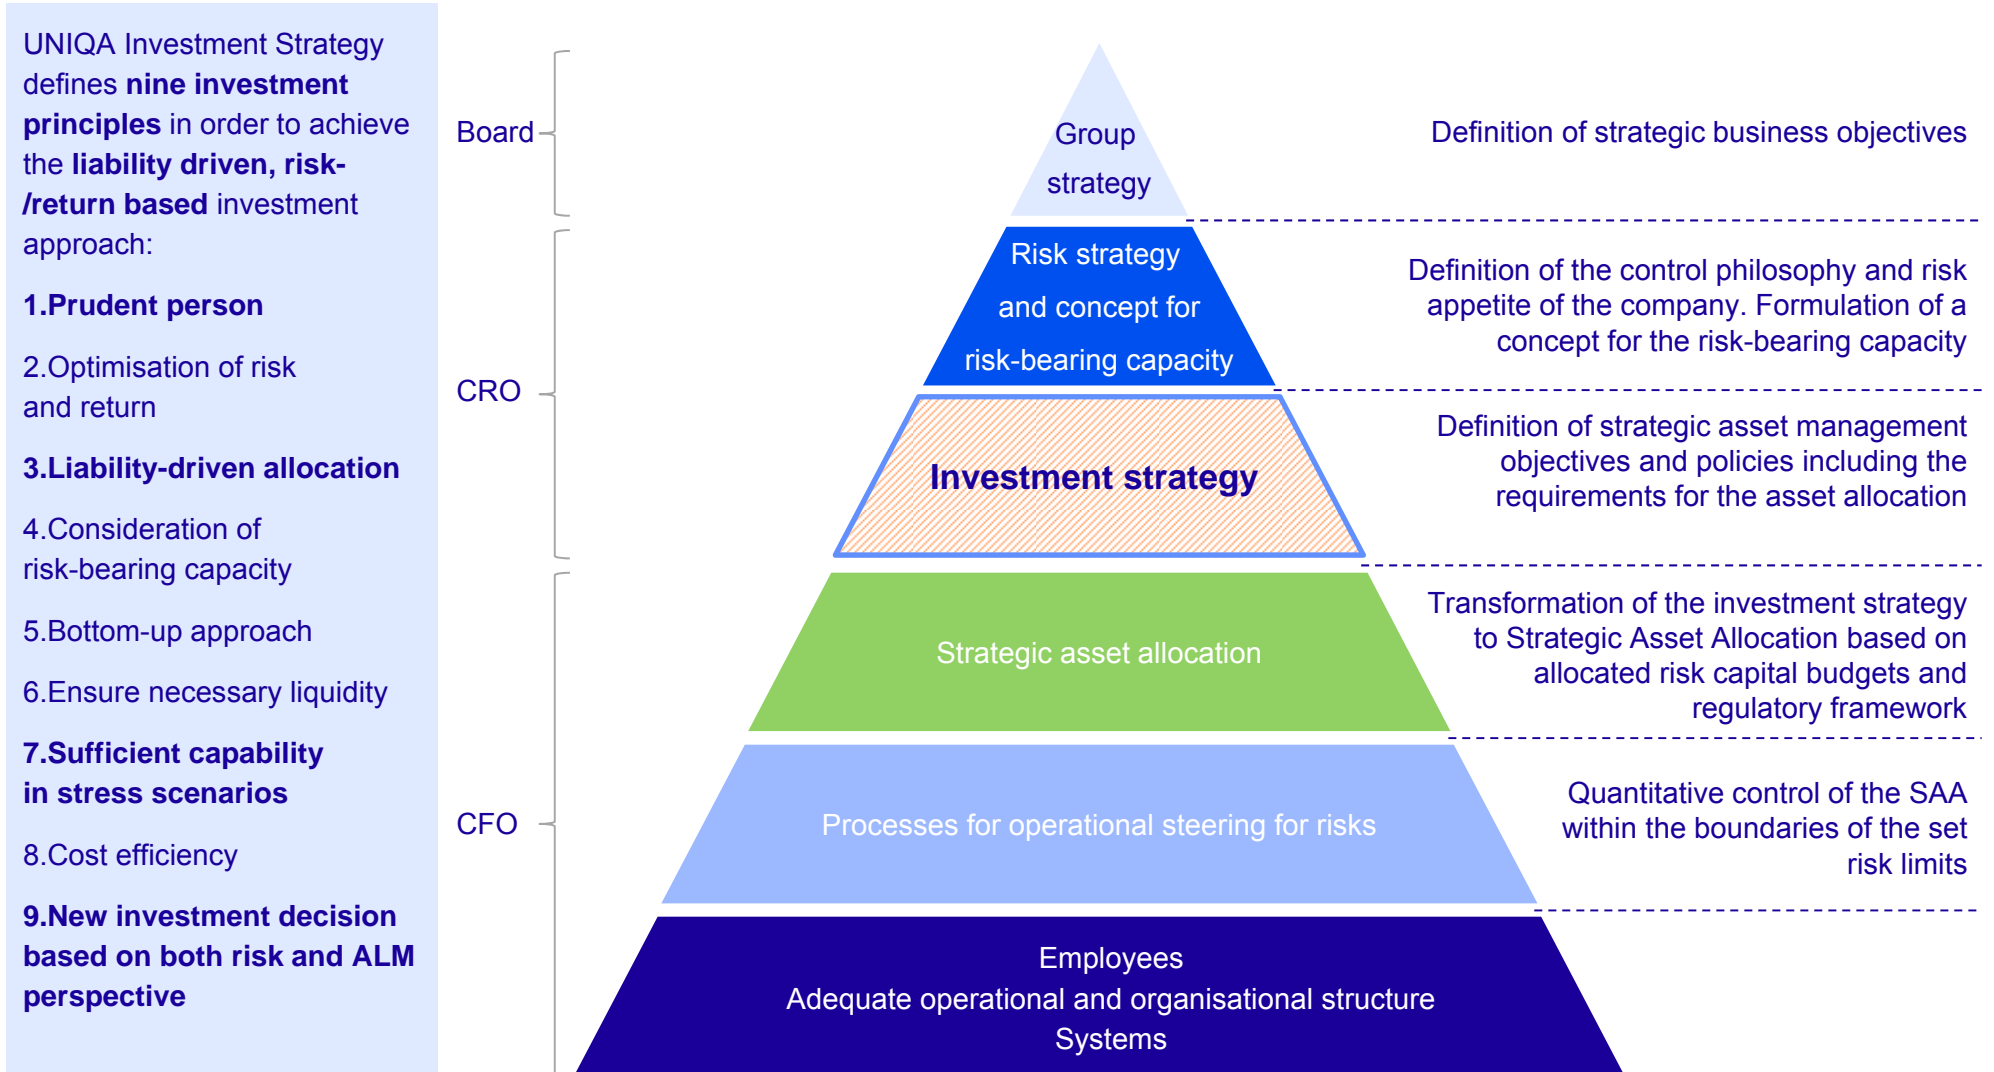 UNIQA Investment Strategy
defines nine investment
principles in order to achieve
the liability driven, risk-
/return based investment
approach:
1.Prudent person
2.Optimisation of risk
and return
3.Liability-driven allocation
4.Consideration of
risk-bearing capacity
5.Bottom-up approach
6.Ensure necessary liquidity
7.Sufficient capability
in stress scenarios
8.Cost efficiency
9.New investment decision
based on both risk and ALM
perspective
Board
Group
strategy
Definition of strategic business objectives
CRO
Risk strategy
and concept for
risk-bearing capacity
Definition of the control philosophy and risk
appetite of the company. Formulation of a
concept for the risk-bearing capacity
Investment strategy
Definition of strategic asset management
objectives and policies including the
requirements for the asset allocation
CFO
Strategic asset allocation
Transformation of the investment strategy
to Strategic Asset Allocation based on
allocated risk capital budgets and
regulatory framework
Processes for operational steering for risks
Quantitative control of the SAA
within the boundaries of the set
risk limits
Employees
Adequate operational and organisational structure
Systems